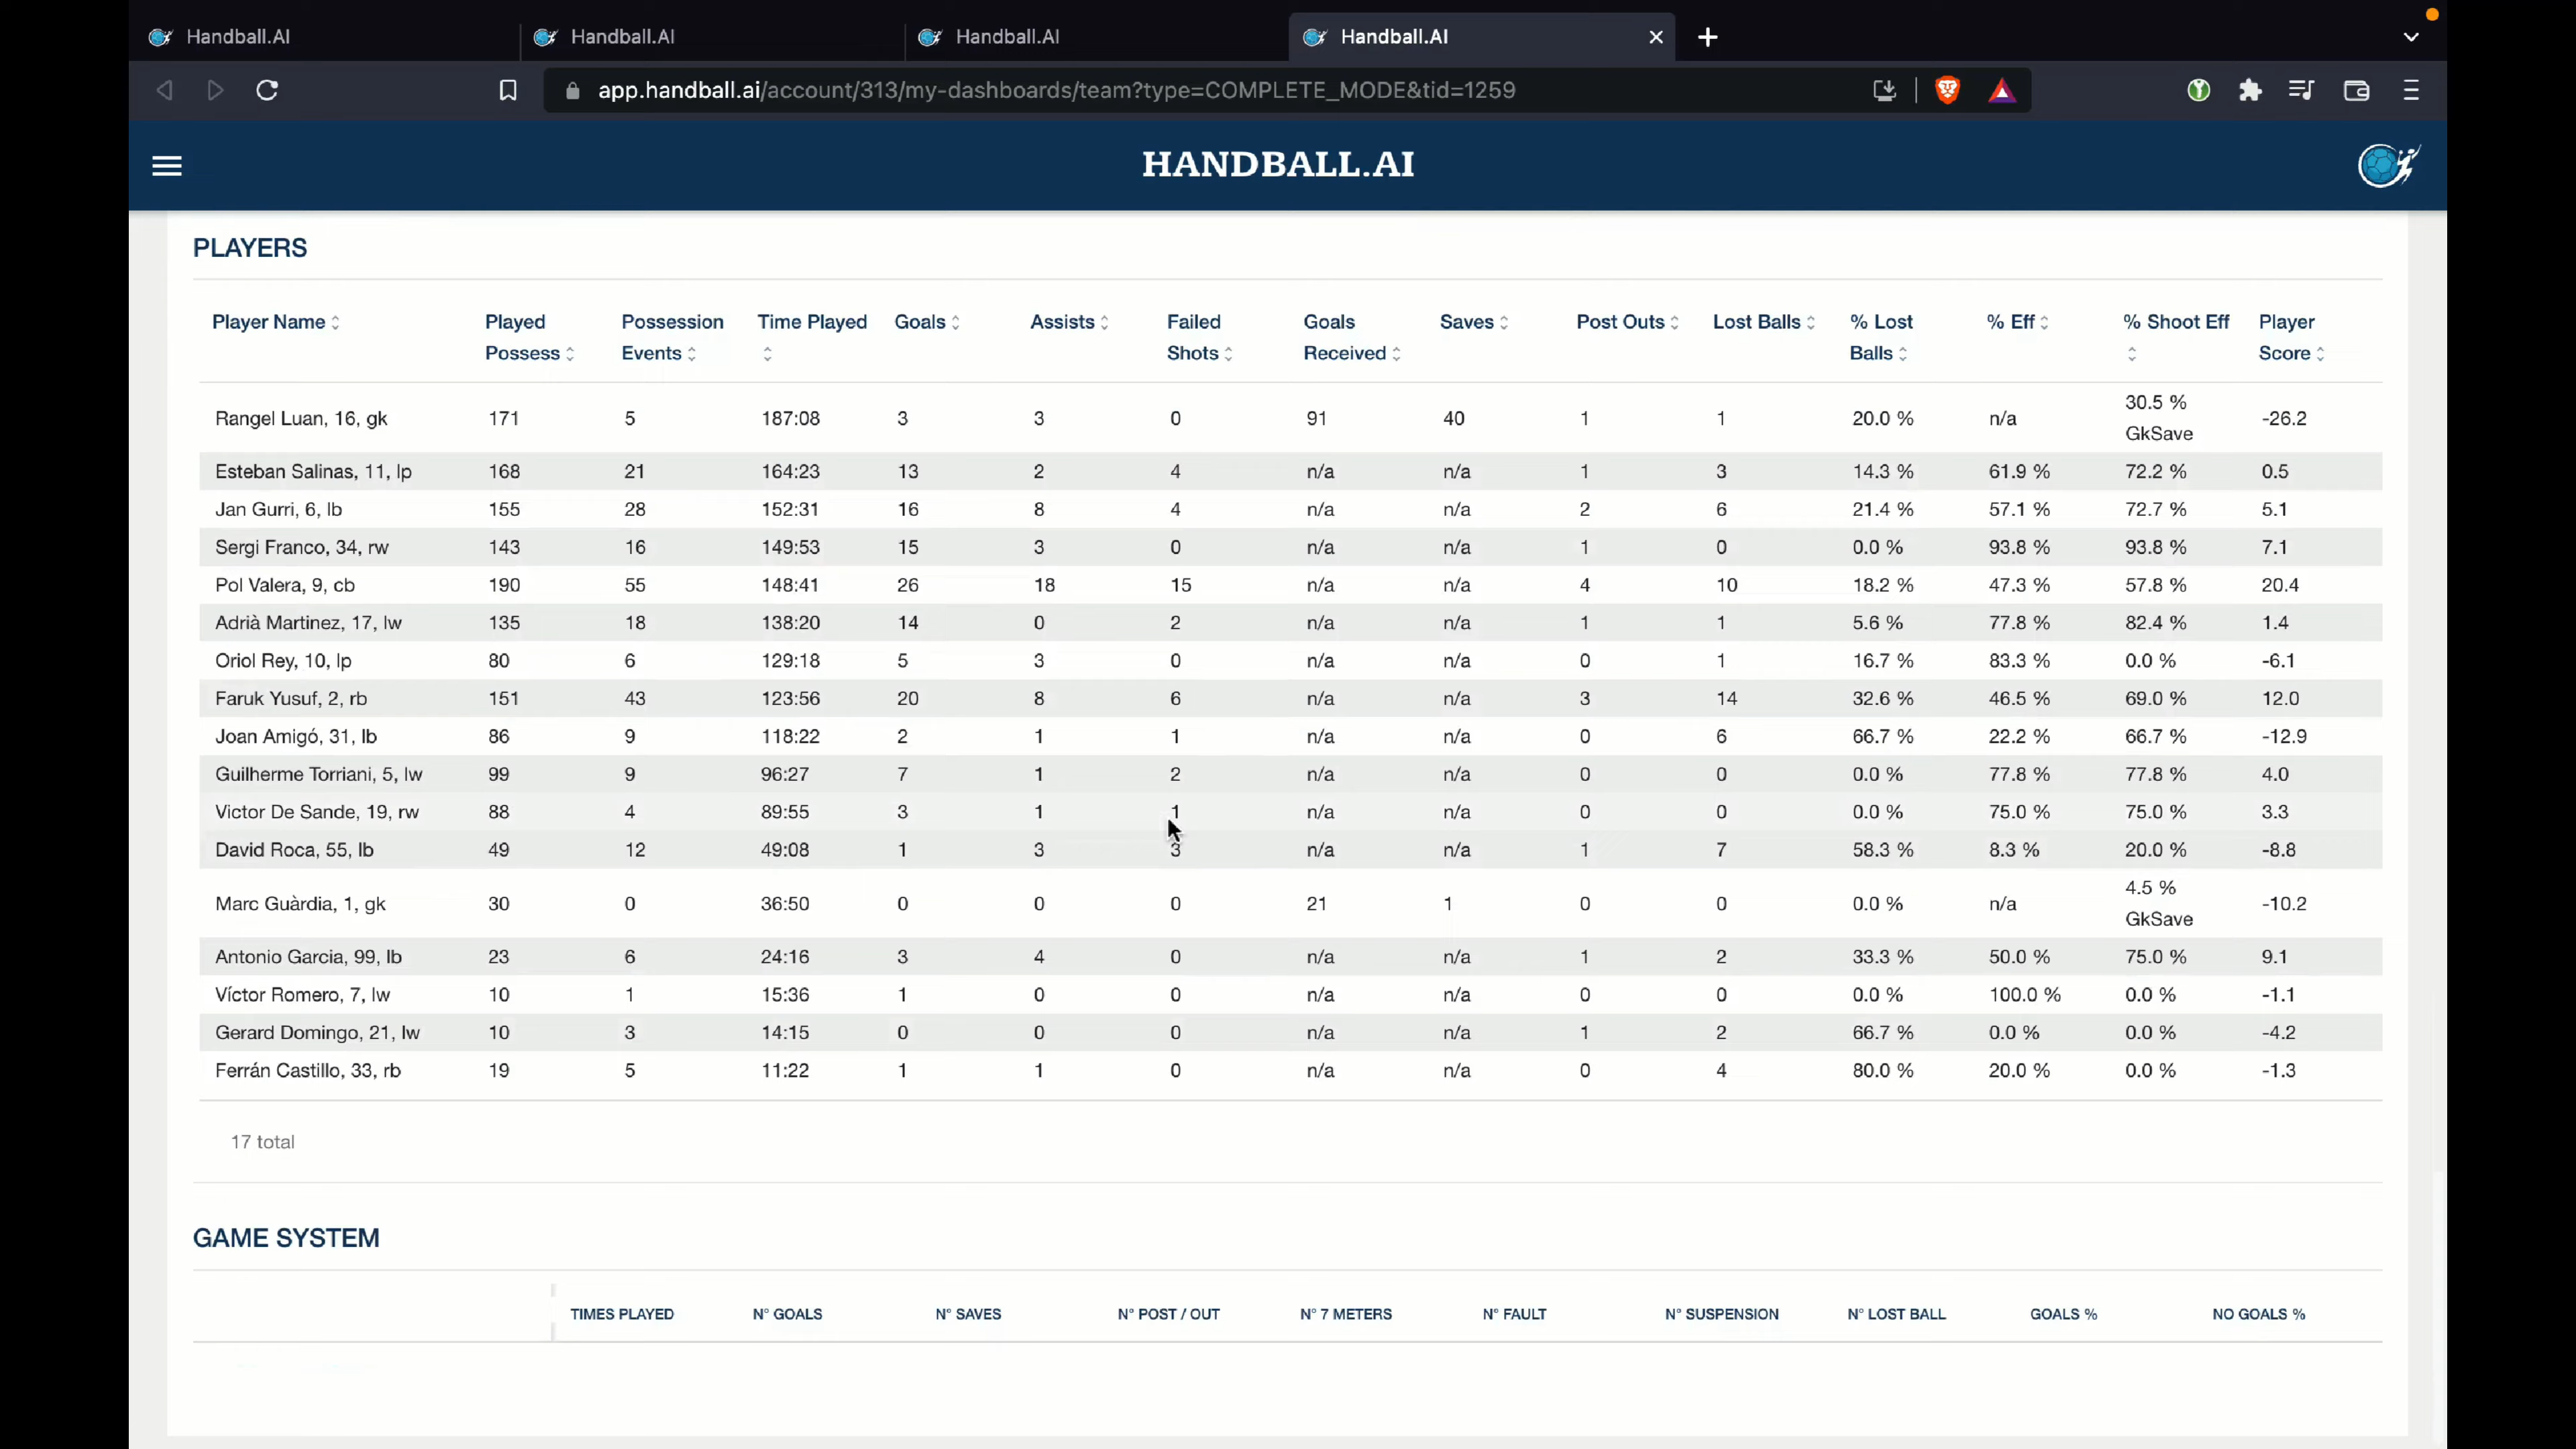 Handball.AI Handball.AI Handball.AI Handball.AI
app.handball.ai/account/313/my-dashboards/team?type=COMPLETE_MODE&tid=1259
HANDBALL.AI
PLAYERS
Player Name Played Possess Possession Events Time Played Goals Assists Failed Shots Goals Received Saves Post Outs Lost Balls % Lost Balls % Eff % Shoot Eff Player Score
Rangel Luan, 16, gk 171 5 187:08 3 3 0 91 40 1 1 20.0 % n/a 30.5 % GkSave -26.2
Esteban Salinas, 11, lp 168 21 164:23 13 2 4 n/a n/a 1 3 14.3 % 61.9 % 72.2 % 0.5
Jan Gurri, 6, lb 155 28 152:31 16 8 4 n/a n/a 2 6 21.4 % 57.1 % 72.7 % 5.1
Sergi Franco, 34, rw 143 16 149:53 15 3 0 n/a n/a 1 0 0.0 % 93.8 % 93.8 % 7.1
Pol Valera, 9, cb 190 55 148:41 26 18 15 n/a n/a 4 10 18.2 % 47.3 % 57.8 % 20.4
Adrià Martinez, 17, lw 135 18 138:20 14 0 2 n/a n/a 1 1 5.6 % 77.8 % 82.4 % 1.4
Oriol Rey, 10, lp 80 6 129:18 5 3 0 n/a n/a 0 1 16.7 % 83.3 % 0.0 % -6.1
Faruk Yusuf, 2, rb 151 43 123:56 20 8 6 n/a n/a 3 14 32.6 % 46.5 % 69.0 % 12.0
Joan Amigó, 31, lb 86 9 118:22 2 1 1 n/a n/a 0 6 66.7 % 22.2 % 66.7 % -12.9
Guilherme Torriani, 5, lw 99 9 96:27 7 1 2 n/a n/a 0 0 0.0 % 77.8 % 77.8 % 4.0
Victor De Sande, 19, rw 88 4 89:55 3 1 1 n/a n/a 0 0 0.0 % 75.0 % 75.0 % 3.3
David Roca, 55, lb 49 12 49:08 1 3 3 n/a n/a 1 7 58.3 % 8.3 % 20.0 % -8.8
Marc Guàrdia, 1, gk 30 0 36:50 0 0 0 21 1 0 0 0.0 % n/a 4.5 % GkSave -10.2
Antonio Garcia, 99, lb 23 6 24:16 3 4 0 n/a n/a 1 2 33.3 % 50.0 % 75.0 % 9.1
Víctor Romero, 7, lw 10 1 15:36 1 0 0 n/a n/a 0 0 0.0 % 100.0 % 0.0 % -1.1
Gerard Domingo, 21, lw 10 3 14:15 0 0 0 n/a n/a 1 2 66.7 % 0.0 % 0.0 % -4.2
Ferrán Castillo, 33, rb 19 5 11:22 1 1 0 n/a n/a 0 4 80.0 % 20.0 % 0.0 % -1.3
17 total
GAME SYSTEM
TIMES PLAYED N° GOALS N° SAVES N° POST / OUT N° 7 METERS N° FAULT N° SUSPENSION N° LOST BALL GOALS % NO GOALS %